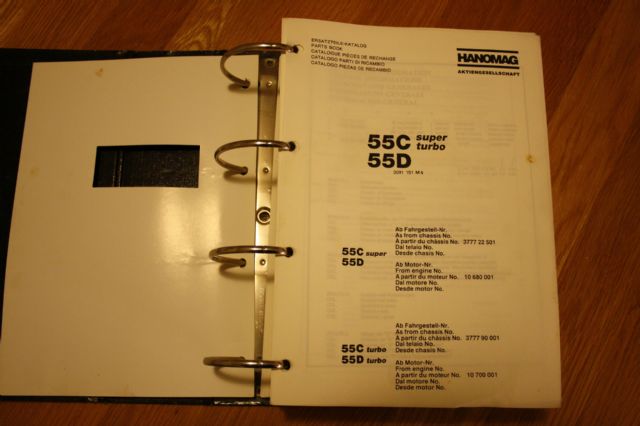 ERSATZTEILE-KATALOG
PARTS BOOK
CATALOGUE PIÈCES DE RECHANGE
CATALOGO PARTI DI RICAMBIO
CATALOGO PIEZAS DE RECAMBIO
HANOMAG
AKTIENGESELLSCHAFT
55C super
55D turbo
3091 151 M4
55C super
55D
Ab Fahrgestell-Nr.
As from chassis No.
A partir du châssis No. 3777 22 501
Dal telaio No.
Desde chasis No.
Ab Motor-Nr.
From engine No.
A partir du moteur No. 10 680 001
Dal motore No.
Desde motor No.
55C turbo
55D turbo
Ab Fahrgestell-Nr.
As from chassis No.
A partir du châssis No. 3777 90 001
Dal telaio No.
Desde chasis No.
Ab Motor-Nr.
From engine No.
A partir du moteur No. 10 700 001
Dal motore No.
Desde motor No.